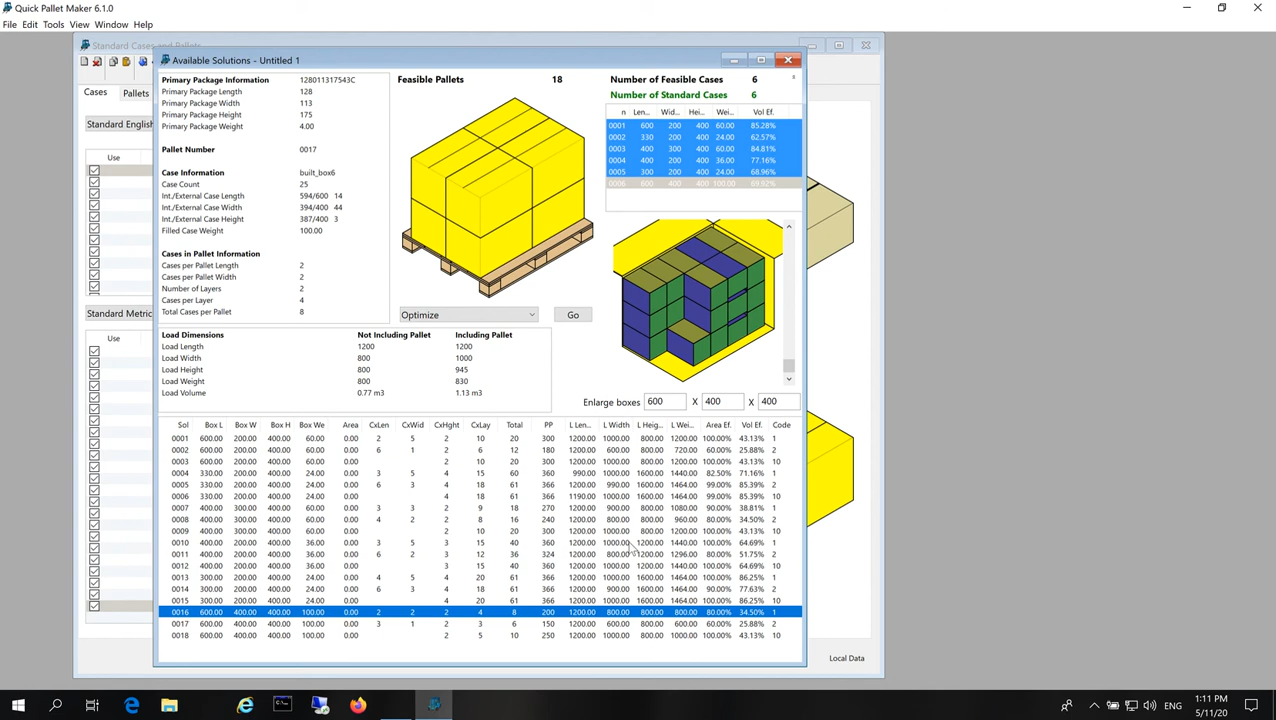 Quick Pallet Maker 6.1.0
File Edit Tools View Window Help
Standard Cases and Pallets
Cases Pallets
Standard English
Use
Standard Metric
Use
Local Data
Available Solutions - Untitled 1
Primary Package Information 128011317543C
Primary Package Length 128
Primary Package Width 113
Primary Package Height 175
Primary Package Weight 4.00
Pallet Number 0017
Case Information built_box6
Case Count 25
Int./External Case Length 594/600 14
Int./External Case Width 394/400 44
Int./External Case Height 387/400 3
Filled Case Weight 100.00
Cases in Pallet Information
Cases per Pallet Length 2
Cases per Pallet Width 2
Number of Layers 2
Cases per Layer 4
Total Cases per Pallet 8
Feasible Pallets 18
Optimize Go
Number of Feasible Cases 6
Number of Standard Cases 6
n Len... Wid... Hei... Wei... Vol Ef.
0001 600 200 400 60.00 85.28%
0002 330 200 400 24.00 62.57%
0003 400 300 400 60.00 84.81%
0004 400 200 400 36.00 77.16%
0005 300 200 400 24.00 68.96%
0006 600 400 400 100.00 89.92%
Load Dimensions Not Including Pallet Including Pallet
Load Length 1200 1200
Load Width 800 1000
Load Height 800 945
Load Weight 800 830
Load Volume 0.77 m3 1.13 m3
Enlarge boxes 600 X 400 X 400
Sol Box L Box W Box H Box We Area CxLen CxWid CxHght CxLay Total PP L Len... L Width L Heig... L Wei... Area Ef. Vol Ef. Code
0001 600.00 200.00 400.00 60.00 0.00 2 5 2 10 20 300 1200.00 1000.00 800.00 1200.00 100.00% 43.13% 1
0002 600.00 200.00 400.00 60.00 0.00 6 1 2 6 12 180 1200.00 600.00 800.00 720.00 60.00% 25.88% 2
0003 600.00 200.00 400.00 60.00 0.00 2 10 20 300 1200.00 1000.00 800.00 1200.00 100.00% 43.13% 10
0004 330.00 200.00 400.00 24.00 0.00 3 5 4 15 60 360 990.00 1000.00 1600.00 1440.00 82.50% 71.16% 1
0005 330.00 200.00 400.00 24.00 0.00 6 3 4 18 61 366 1200.00 990.00 1600.00 1464.00 99.00% 85.39% 2
0006 330.00 200.00 400.00 24.00 0.00 4 18 61 366 1190.00 1000.00 1600.00 1464.00 99.00% 85.39% 10
0007 400.00 300.00 400.00 60.00 0.00 3 3 2 9 18 270 1200.00 900.00 800.00 1080.00 90.00% 38.81% 1
0008 400.00 300.00 400.00 60.00 0.00 4 2 2 8 16 240 1200.00 800.00 800.00 960.00 80.00% 34.50% 2
0009 400.00 300.00 400.00 60.00 0.00 2 10 20 300 1200.00 1000.00 800.00 1200.00 100.00% 43.13% 10
0010 400.00 200.00 400.00 36.00 0.00 3 5 3 15 40 360 1200.00 1000.00 1200.00 1440.00 100.00% 64.69% 1
0011 400.00 200.00 400.00 36.00 0.00 6 2 3 12 36 324 1200.00 800.00 1200.00 1296.00 80.00% 51.75% 2
0012 400.00 200.00 400.00 36.00 0.00 3 15 40 360 1200.00 1000.00 1200.00 1440.00 100.00% 64.69% 10
0013 300.00 200.00 400.00 24.00 0.00 4 5 4 20 61 366 1200.00 1000.00 1600.00 1464.00 100.00% 86.25% 1
0014 300.00 200.00 400.00 24.00 0.00 6 3 4 18 61 366 1200.00 900.00 1600.00 1464.00 90.00% 77.63% 2
0015 300.00 200.00 400.00 24.00 0.00 4 20 61 366 1200.00 1000.00 1600.00 1464.00 100.00% 86.25% 10
0016 600.00 400.00 400.00 100.00 0.00 2 2 2 4 8 200 1200.00 800.00 800.00 800.00 80.00% 34.50% 1
0017 600.00 400.00 400.00 100.00 0.00 3 1 2 3 6 150 1200.00 600.00 800.00 600.00 60.00% 25.88% 2
0018 600.00 400.00 400.00 100.00 0.00 2 5 10 250 1200.00 1000.00 800.00 1000.00 100.00% 43.13% 10
ENG
1:11 PM
5/11/20